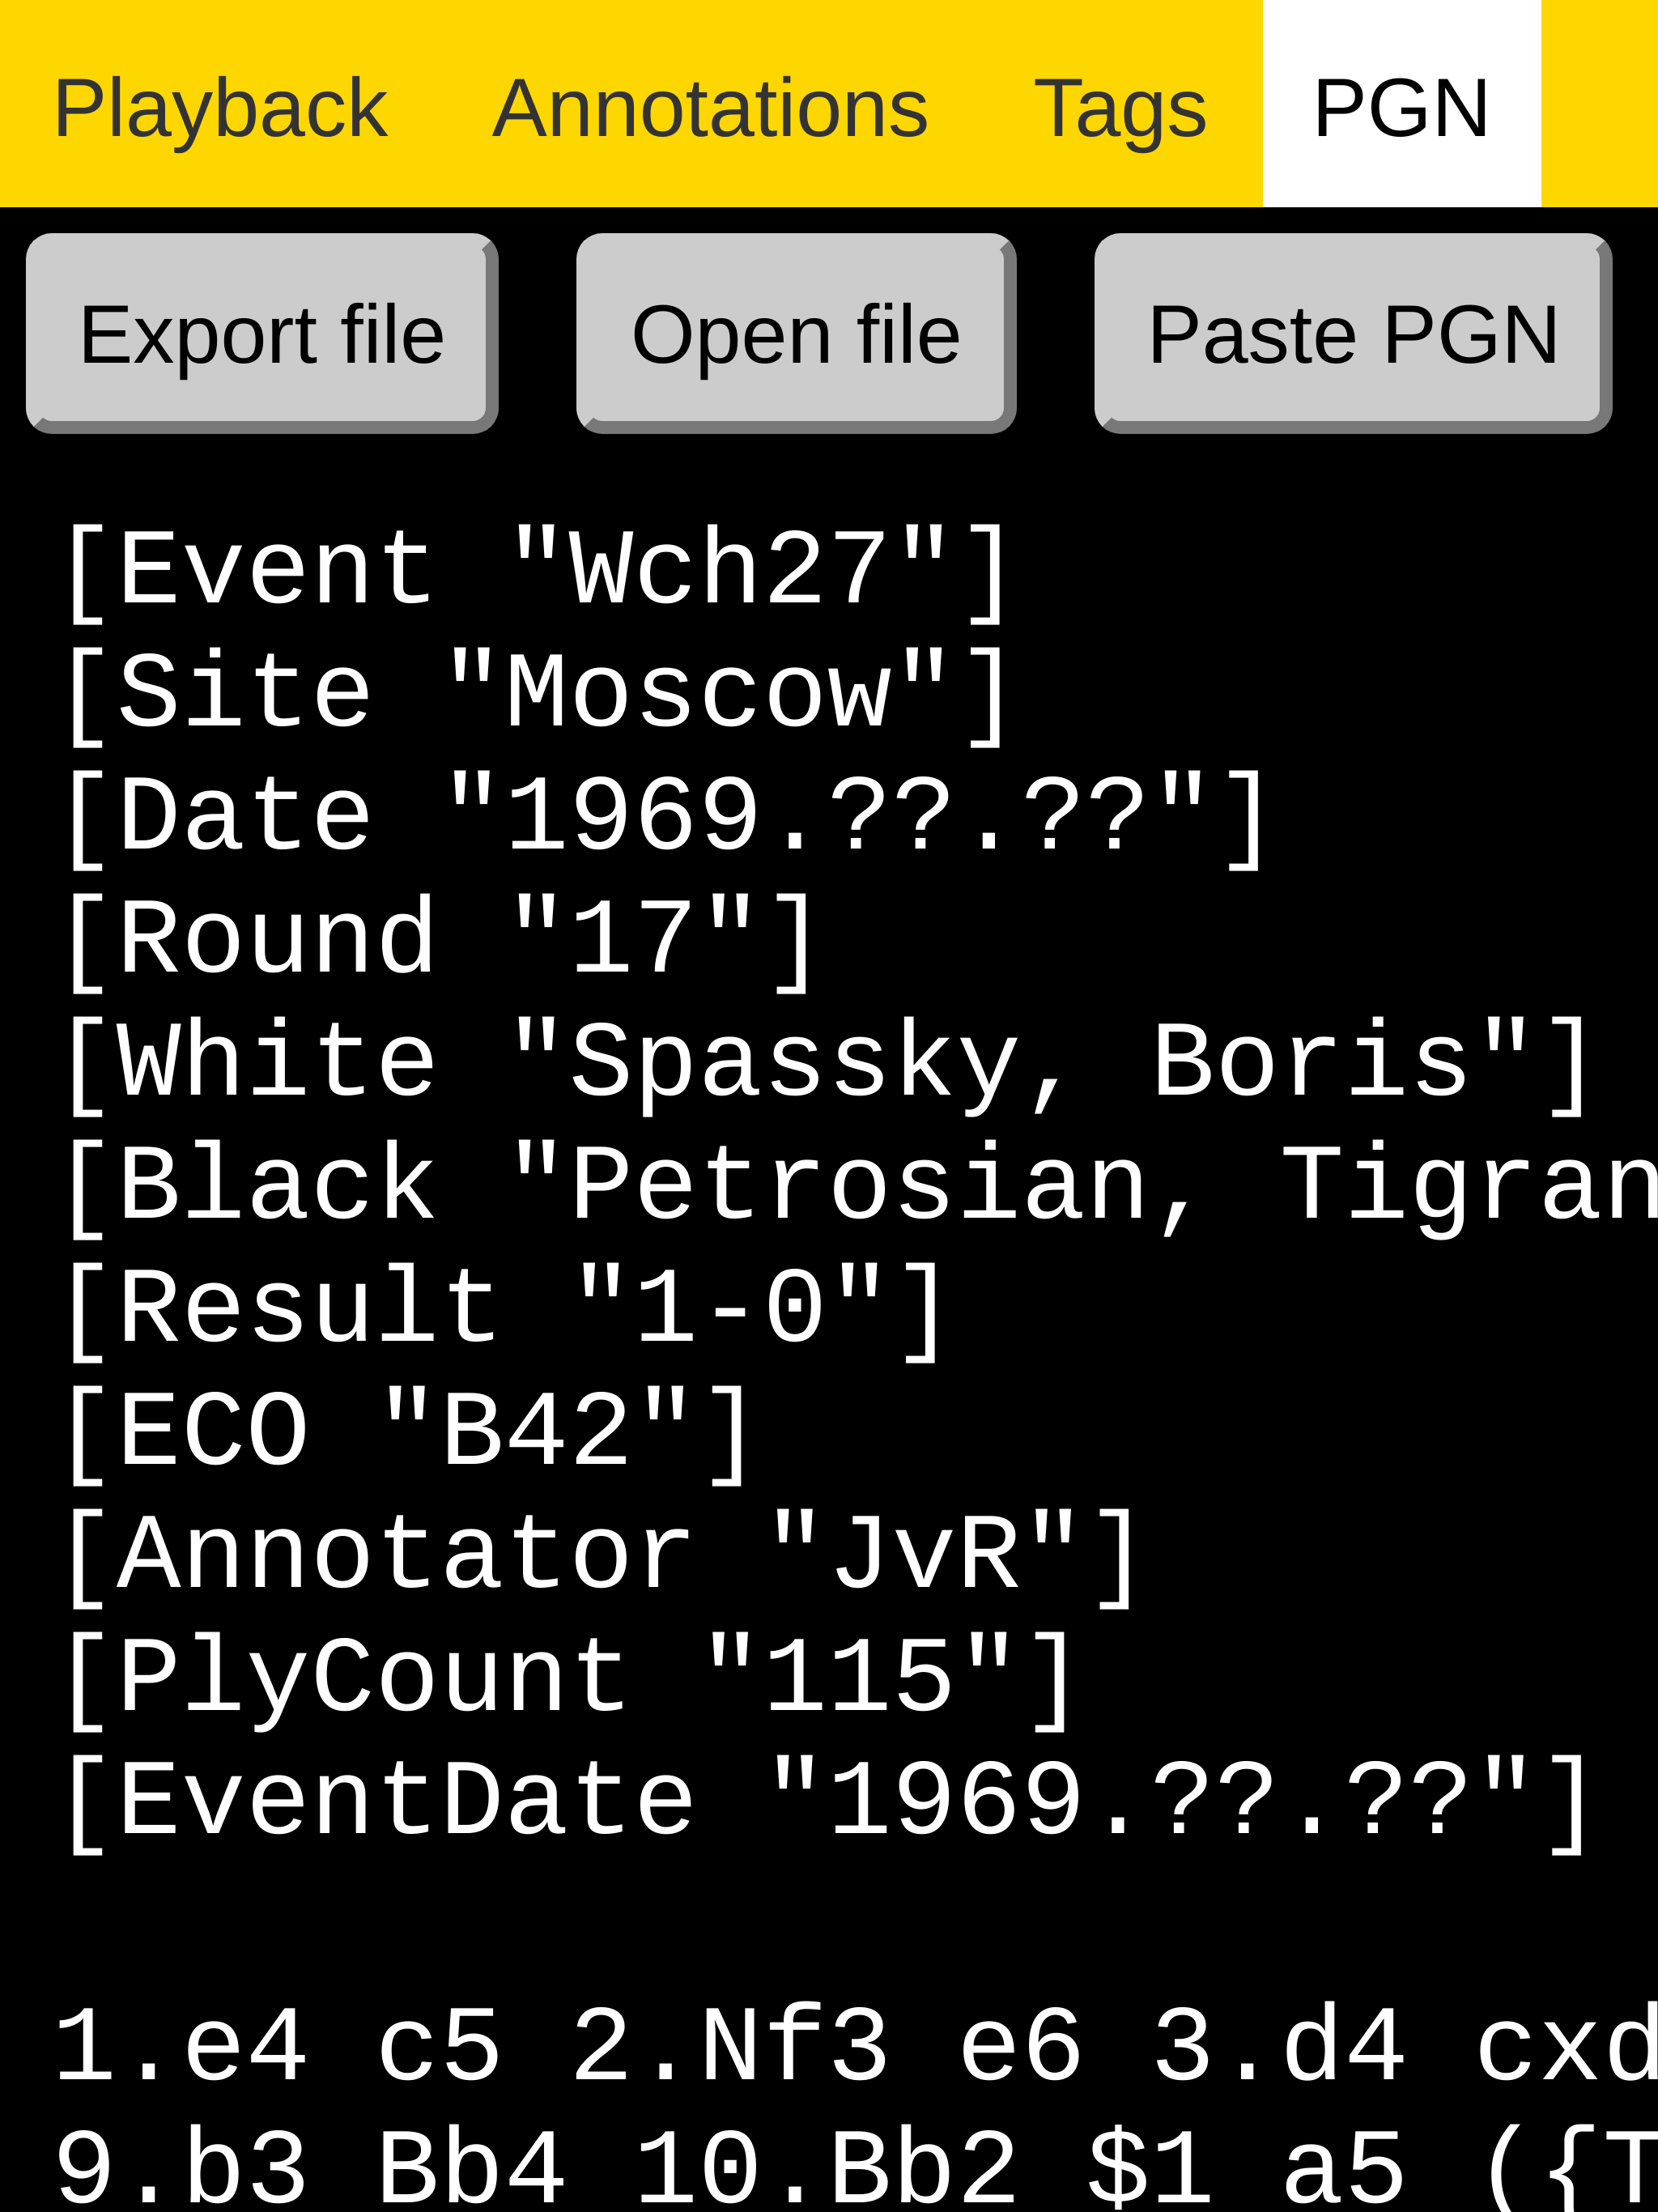 Playback Annotations Tags PGN
Export file Open file Paste PGN
[Event "Wch27"]
[Site "Moscow"]
[Date "1969.??.??"]
[Round "17"]
[White "Spassky, Boris"]
[Black "Petrosian, Tigran
[Result "1-0"]
[ECO "B42"]
[Annotator "JvR"]
[PlyCount "115"]
[EventDate "1969.??.??"]
1.e4 c5 2.Nf3 e6 3.d4 cxd
9.b3 Bb4 10.Bb2 $1 a5 ({T